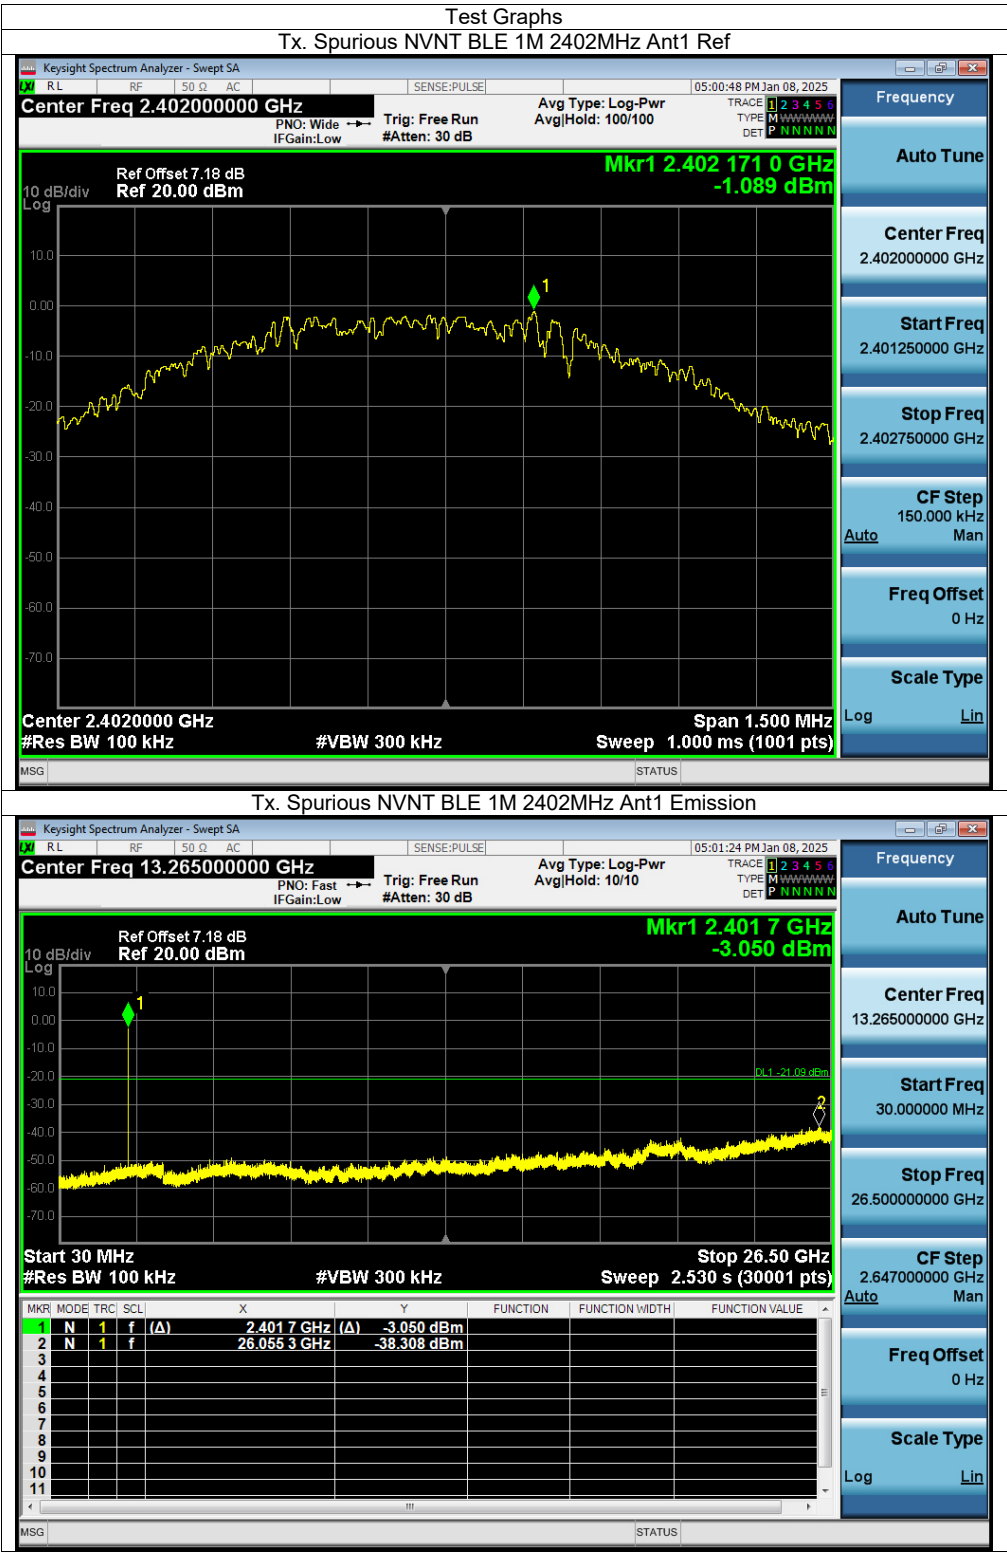 Test Graphs
Tx. Spurious NVNT BLE 1M 2402MHz Ant1 Ref
Keysight Spectrum Analyzer - Swept SA
LXI RL RF 50 Ω AC SENSE:PULSE 05:00:48 PM Jan 08, 2025
Center Freq 2.402000000 GHz Avg Type: Log-Pwr TRACE 1 2 3 4 5 6
PNO: Wide Trig: Free Run Avg|Hold: 100/100 TYPE M WWWWW
IFGain:Low #Atten: 30 dB DET P N N N N N
Mkr1 2.402 171 0 GHz
Ref Offset 7.18 dB -1.089 dBm
10 dB/div Ref 20.00 dBm
Log
10.0
0.00
-10.0
-20.0
-30.0
-40.0
-50.0
-60.0
-70.0
1
Center 2.4020000 GHz Span 1.500 MHz
#Res BW 100 kHz #VBW 300 kHz Sweep 1.000 ms (1001 pts)
MSG STATUS
Frequency
Auto Tune
Center Freq
2.402000000 GHz
Start Freq
2.401250000 GHz
Stop Freq
2.402750000 GHz
CF Step
150.000 kHz
Auto Man
Freq Offset
0 Hz
Scale Type
Log Lin
Tx. Spurious NVNT BLE 1M 2402MHz Ant1 Emission
Keysight Spectrum Analyzer - Swept SA
LXI RL RF 50 Ω AC SENSE:PULSE 05:01:24 PM Jan 08, 2025
Center Freq 13.265000000 GHz Avg Type: Log-Pwr TRACE 1 2 3 4 5 6
PNO: Fast Trig: Free Run Avg|Hold: 10/10 TYPE M WWWWW
IFGain:Low #Atten: 30 dB DET P N N N N N
Mkr1 2.401 7 GHz
Ref Offset 7.18 dB -3.050 dBm
10 dB/div Ref 20.00 dBm
Log
10.0
0.00
-10.0
-20.0
-30.0
-40.0
-50.0
-60.0
-70.0
1
DL1 -21.09 dBm
2
Start 30 MHz Stop 26.50 GHz
#Res BW 100 kHz #VBW 300 kHz Sweep 2.530 s (30001 pts)
MKR MODE TRC SCL X Y FUNCTION FUNCTION WIDTH FUNCTION VALUE
1 N 1 f (Δ) 2.401 7 GHz (Δ) -3.050 dBm
2 N 1 f 26.055 3 GHz -38.308 dBm
3
4
5
6
7
8
9
10
11
MSG STATUS
Frequency
Auto Tune
Center Freq
13.265000000 GHz
Start Freq
30.000000 MHz
Stop Freq
26.500000000 GHz
CF Step
2.647000000 GHz
Auto Man
Freq Offset
0 Hz
Scale Type
Log Lin